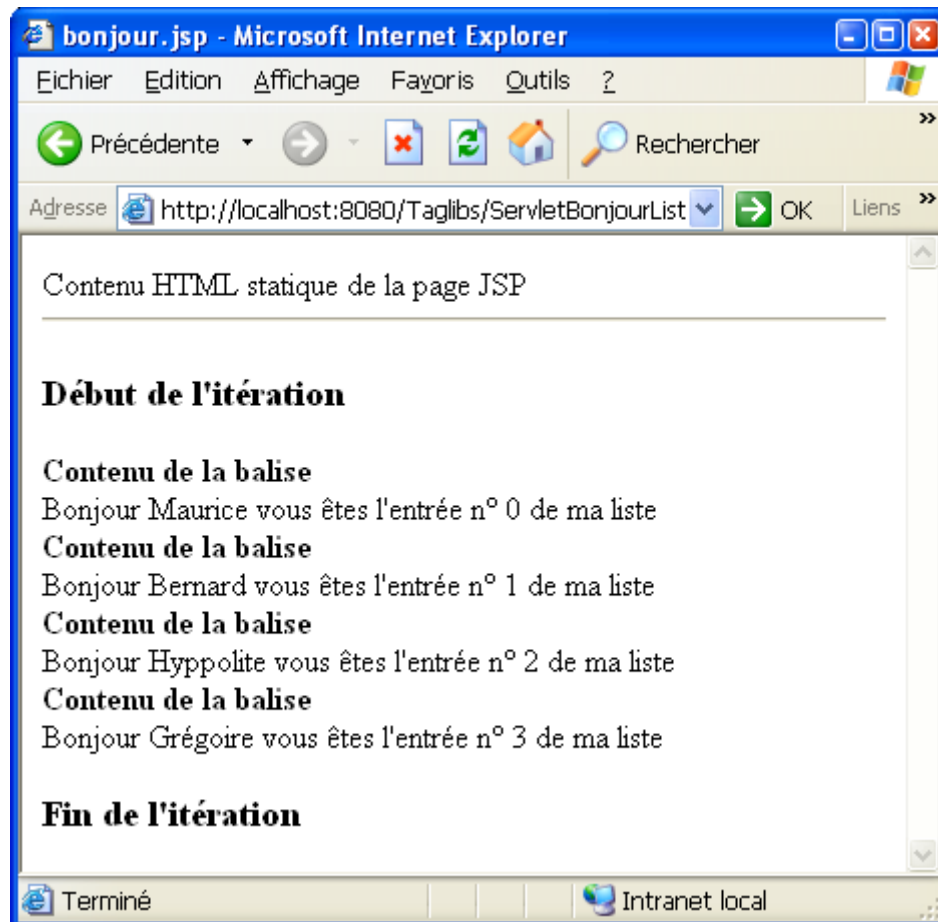 bonjour.jsp - Microsoft Internet Explorer
Fichier Edition Affichage Favoris Outils ?
Précédente Rechercher »
Adresse http://localhost:8080/Taglibs/ServletBonjourList OK Liens »
Contenu HTML statique de la page JSP
Début de l'itération
Contenu de la balise
Bonjour Maurice vous êtes l'entrée n° 0 de ma liste
Contenu de la balise
Bonjour Bernard vous êtes l'entrée n° 1 de ma liste
Contenu de la balise
Bonjour Hyppolite vous êtes l'entrée n° 2 de ma liste
Contenu de la balise
Bonjour Grégoire vous êtes l'entrée n° 3 de ma liste
Fin de l'itération
Terminé Intranet local